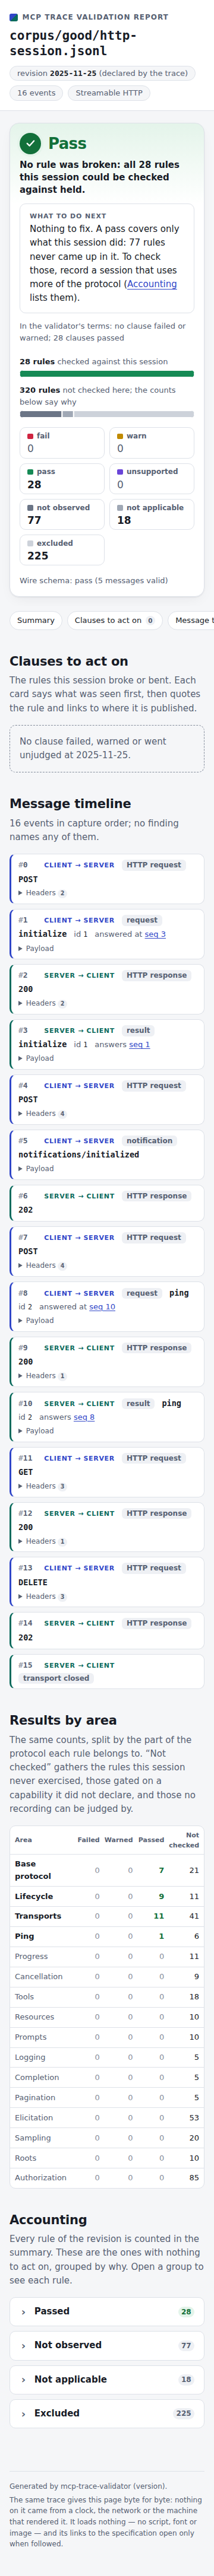 MCP TRACE VALIDATION REPORT
corpus/good/http-
session.jsonl
revision 2025-11-25 (declared by the trace)
16 events
Streamable HTTP
Pass
No rule was broken: all 28 rules
this session could be checked
against held.
WHAT TO DO NEXT
Nothing to fix. A pass covers only
what this session did: 77 rules
never came up in it. To check
those, record a session that uses
more of the protocol (Accounting
lists them).
In the validator's terms: no clause failed or
warned; 28 clauses passed
28 rules checked against this session
320 rules not checked here; the counts
below say why
fail
0
warn
0
pass
28
unsupported
0
not observed
77
not applicable
18
excluded
225
Wire schema: pass (5 messages valid)
Summary
Clauses to act on 0
Message t
Clauses to act on
The rules this session broke or bent. Each
card says what was seen first, then quotes
the rule and links to where it is published.
No clause failed, warned or went
unjudged at 2025-11-25.
Message timeline
16 events in capture order; no finding
names any of them.
#0 CLIENT → SERVER HTTP request
POST
Headers 2
#1 CLIENT → SERVER request
initialize id 1 answered at seq 3
Payload
#2 SERVER → CLIENT HTTP response
200
Headers 2
#3 SERVER → CLIENT result
initialize id 1 answers seq 1
Payload
#4 CLIENT → SERVER HTTP request
POST
Headers 4
#5 CLIENT → SERVER notification
notifications/initialized
Payload
#6 SERVER → CLIENT HTTP response
202
#7 CLIENT → SERVER HTTP request
POST
Headers 4
#8 CLIENT → SERVER request ping
id 2 answered at seq 10
Payload
#9 SERVER → CLIENT HTTP response
200
Headers 1
#10 SERVER → CLIENT result ping
id 2 answers seq 8
Payload
#11 CLIENT → SERVER HTTP request
GET
Headers 3
#12 SERVER → CLIENT HTTP response
200
Headers 1
#13 CLIENT → SERVER HTTP request
DELETE
Headers 3
#14 SERVER → CLIENT HTTP response
202
#15 SERVER → CLIENT
transport closed
Results by area
The same counts, split by the part of the
protocol each rule belongs to. “Not
checked” gathers the rules this session
never exercised, those gated on a
capability it did not declare, and those no
recording can be judged by.
Area Failed Warned Passed Not checked
Base protocol 0 0 7 21
Lifecycle 0 0 9 11
Transports 0 0 11 41
Ping 0 0 1 6
Progress 0 0 0 11
Cancellation 0 0 0 9
Tools 0 0 0 18
Resources 0 0 0 10
Prompts 0 0 0 10
Logging 0 0 0 5
Completion 0 0 0 5
Pagination 0 0 0 5
Elicitation 0 0 0 53
Sampling 0 0 0 20
Roots 0 0 0 10
Authorization 0 0 0 85
Accounting
Every rule of the revision is counted in the
summary. These are the ones with nothing
to act on, grouped by why. Open a group to
see each rule.
Passed 28
Not observed 77
Not applicable 18
Excluded 225
Generated by mcp-trace-validator (version).
The same trace gives this page byte for byte: nothing
on it came from a clock, the network or the machine
that rendered it. It loads nothing — no script, font or
image — and its links to the specification open only
when followed.